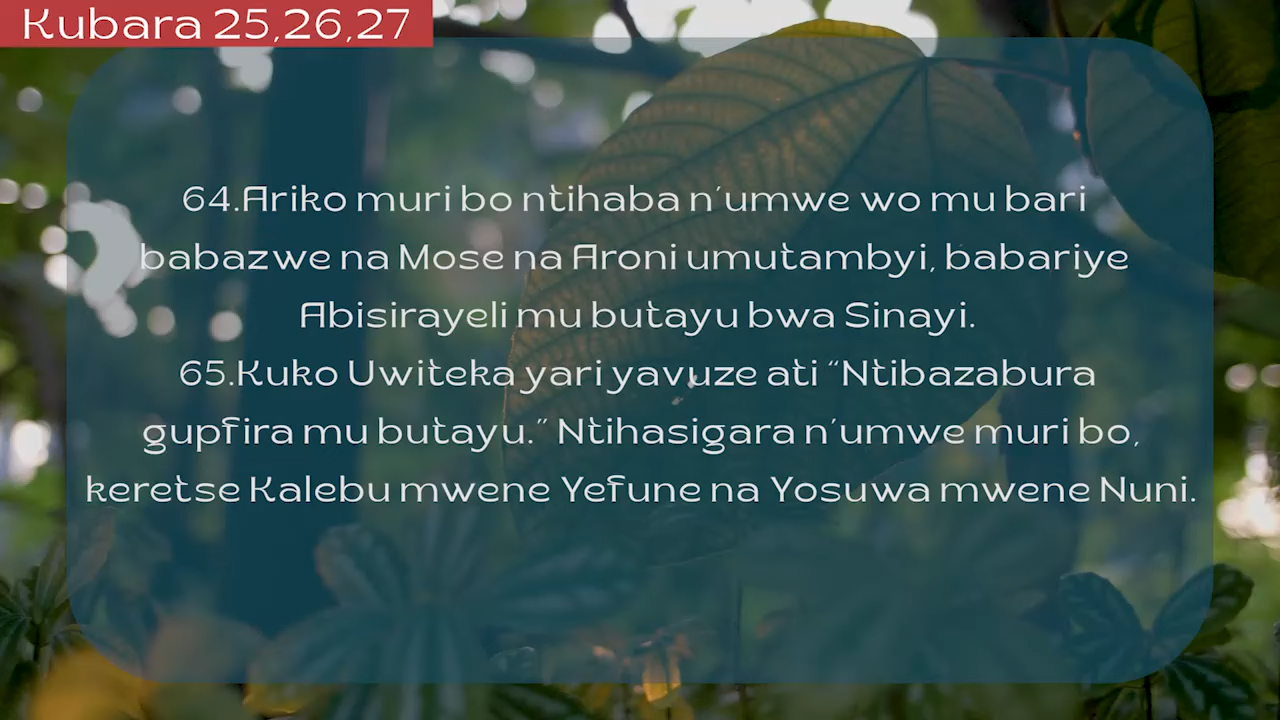 Kubara 25,26,27
64.Ariko muri bo ntihaba n'umwe wo mu bari
babazwe na Mose na Aroni umutambyi, babariye
Abisirayeli mu butayu bwa Sinayi.
65.Kuko Uwiteka yari yavuze ati “Ntibazabura
gupfira mu butayu.” Ntihasigara n'umwe muri bo,
keretse Kalebu mwene Yefune na Yosuwa mwene Nuni.